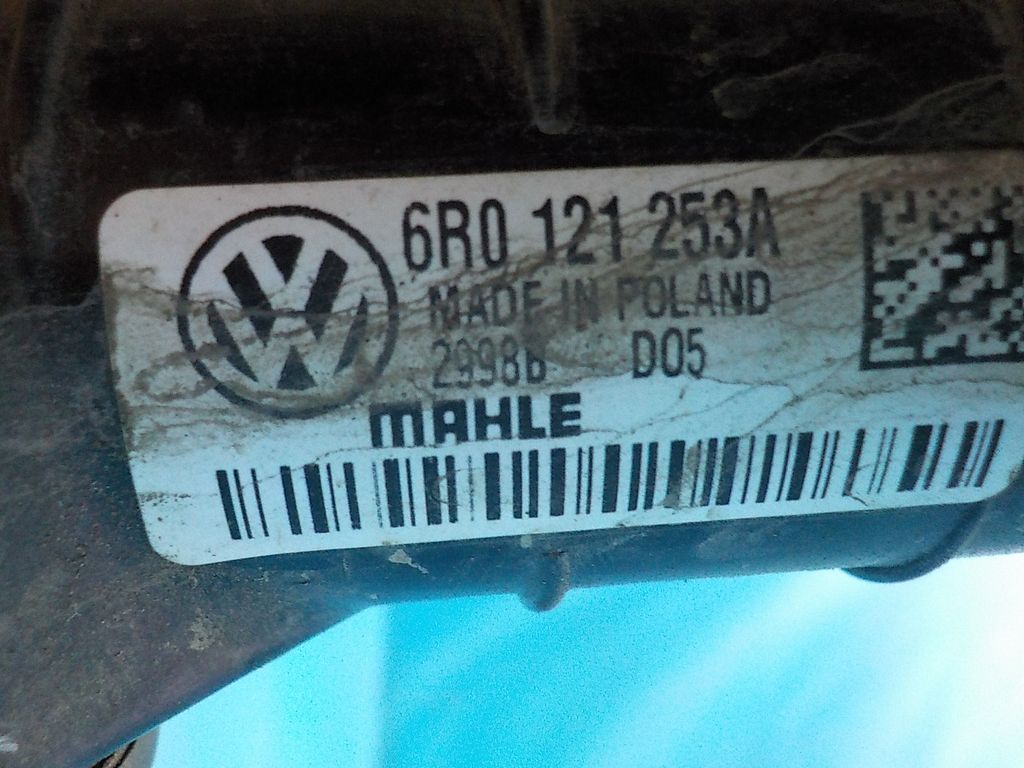 6R0 121 253A
MADE IN POLAND
2998B D05
MAHLE